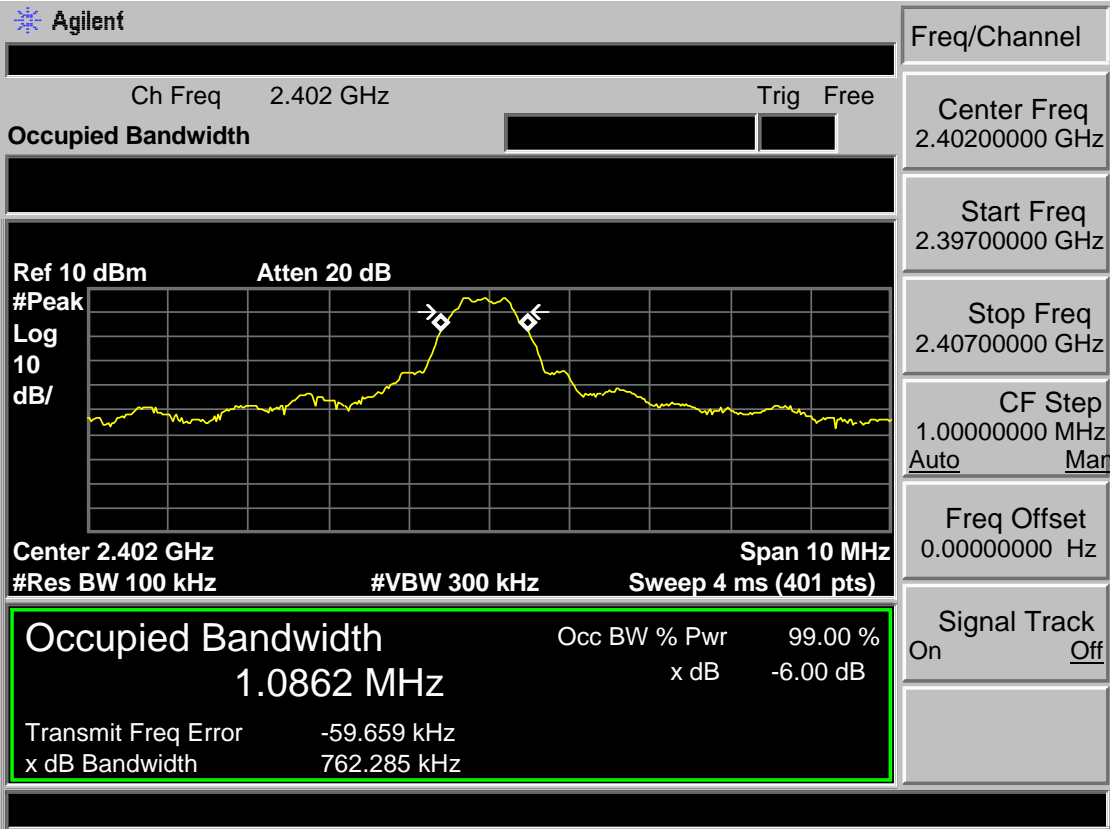 Agilent
Freq/Channel
Ch Freq 2.402 GHz Trig Free
Occupied Bandwidth
Center Freq
2.40200000 GHz
Start Freq
2.39700000 GHz
Stop Freq
2.40700000 GHz
CF Step
1.00000000 MHz
Auto Man
Freq Offset
0.00000000 Hz
Signal Track
On Off
Ref 10 dBm Atten 20 dB
#Peak
Log
10
dB/
Center 2.402 GHz Span 10 MHz
#Res BW 100 kHz #VBW 300 kHz Sweep 4 ms (401 pts)
Occupied Bandwidth Occ BW % Pwr 99.00 %
1.0862 MHz x dB -6.00 dB
Transmit Freq Error -59.659 kHz
x dB Bandwidth 762.285 kHz